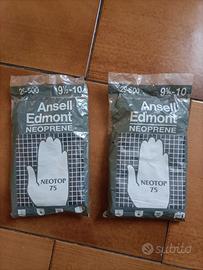 29-500 9½-10
Ansell
Edmont
NEOPRENE
NEOTOP
75
29-500 9½-10
Ansell
Edmont
NEOPRENE
NEOTOP
75
subito